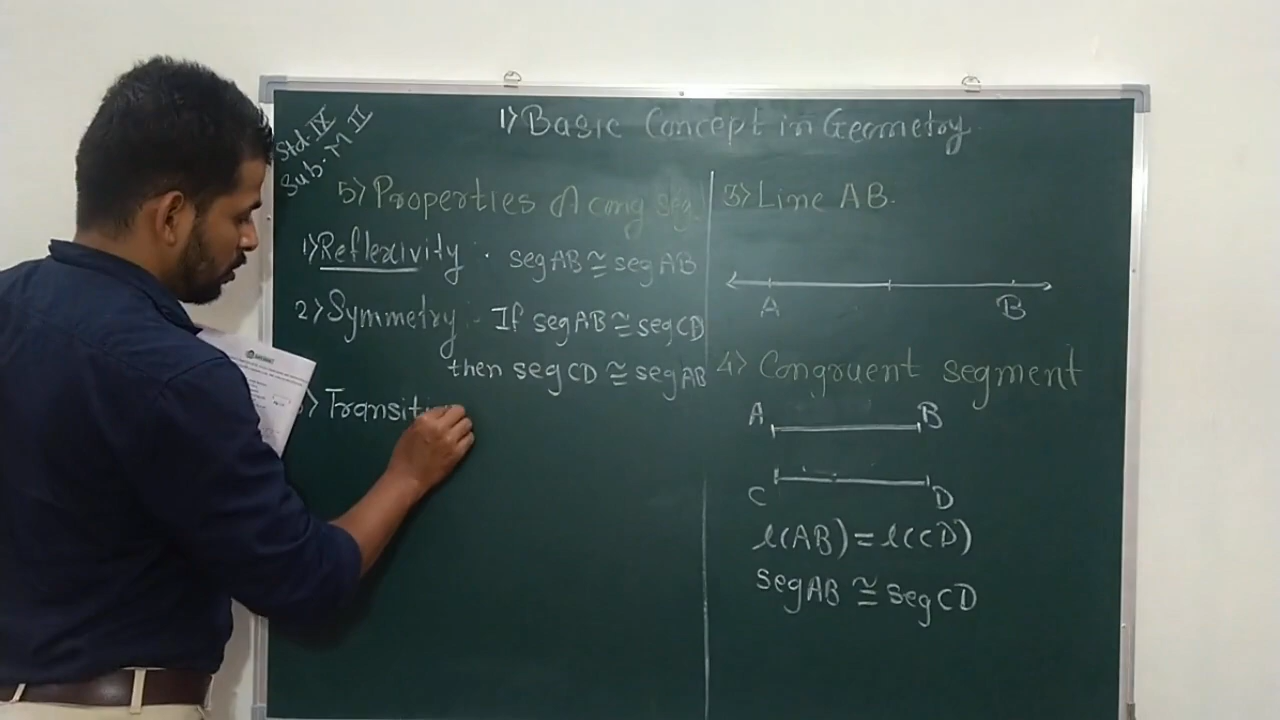 Std. IX
Sub. M II
1) Basic Concept in Geometry
5) Properties of cong seg.
1) Reflexivity. seg AB ≅ seg AB
2) Symmetry - If seg AB ≅ seg CD
then seg CD ≅ seg AB
3) Transiti
3) Line AB.
A B
4) Congruent segment
A B
C D
l(AB) = l(CD)
seg AB ≅ seg CD